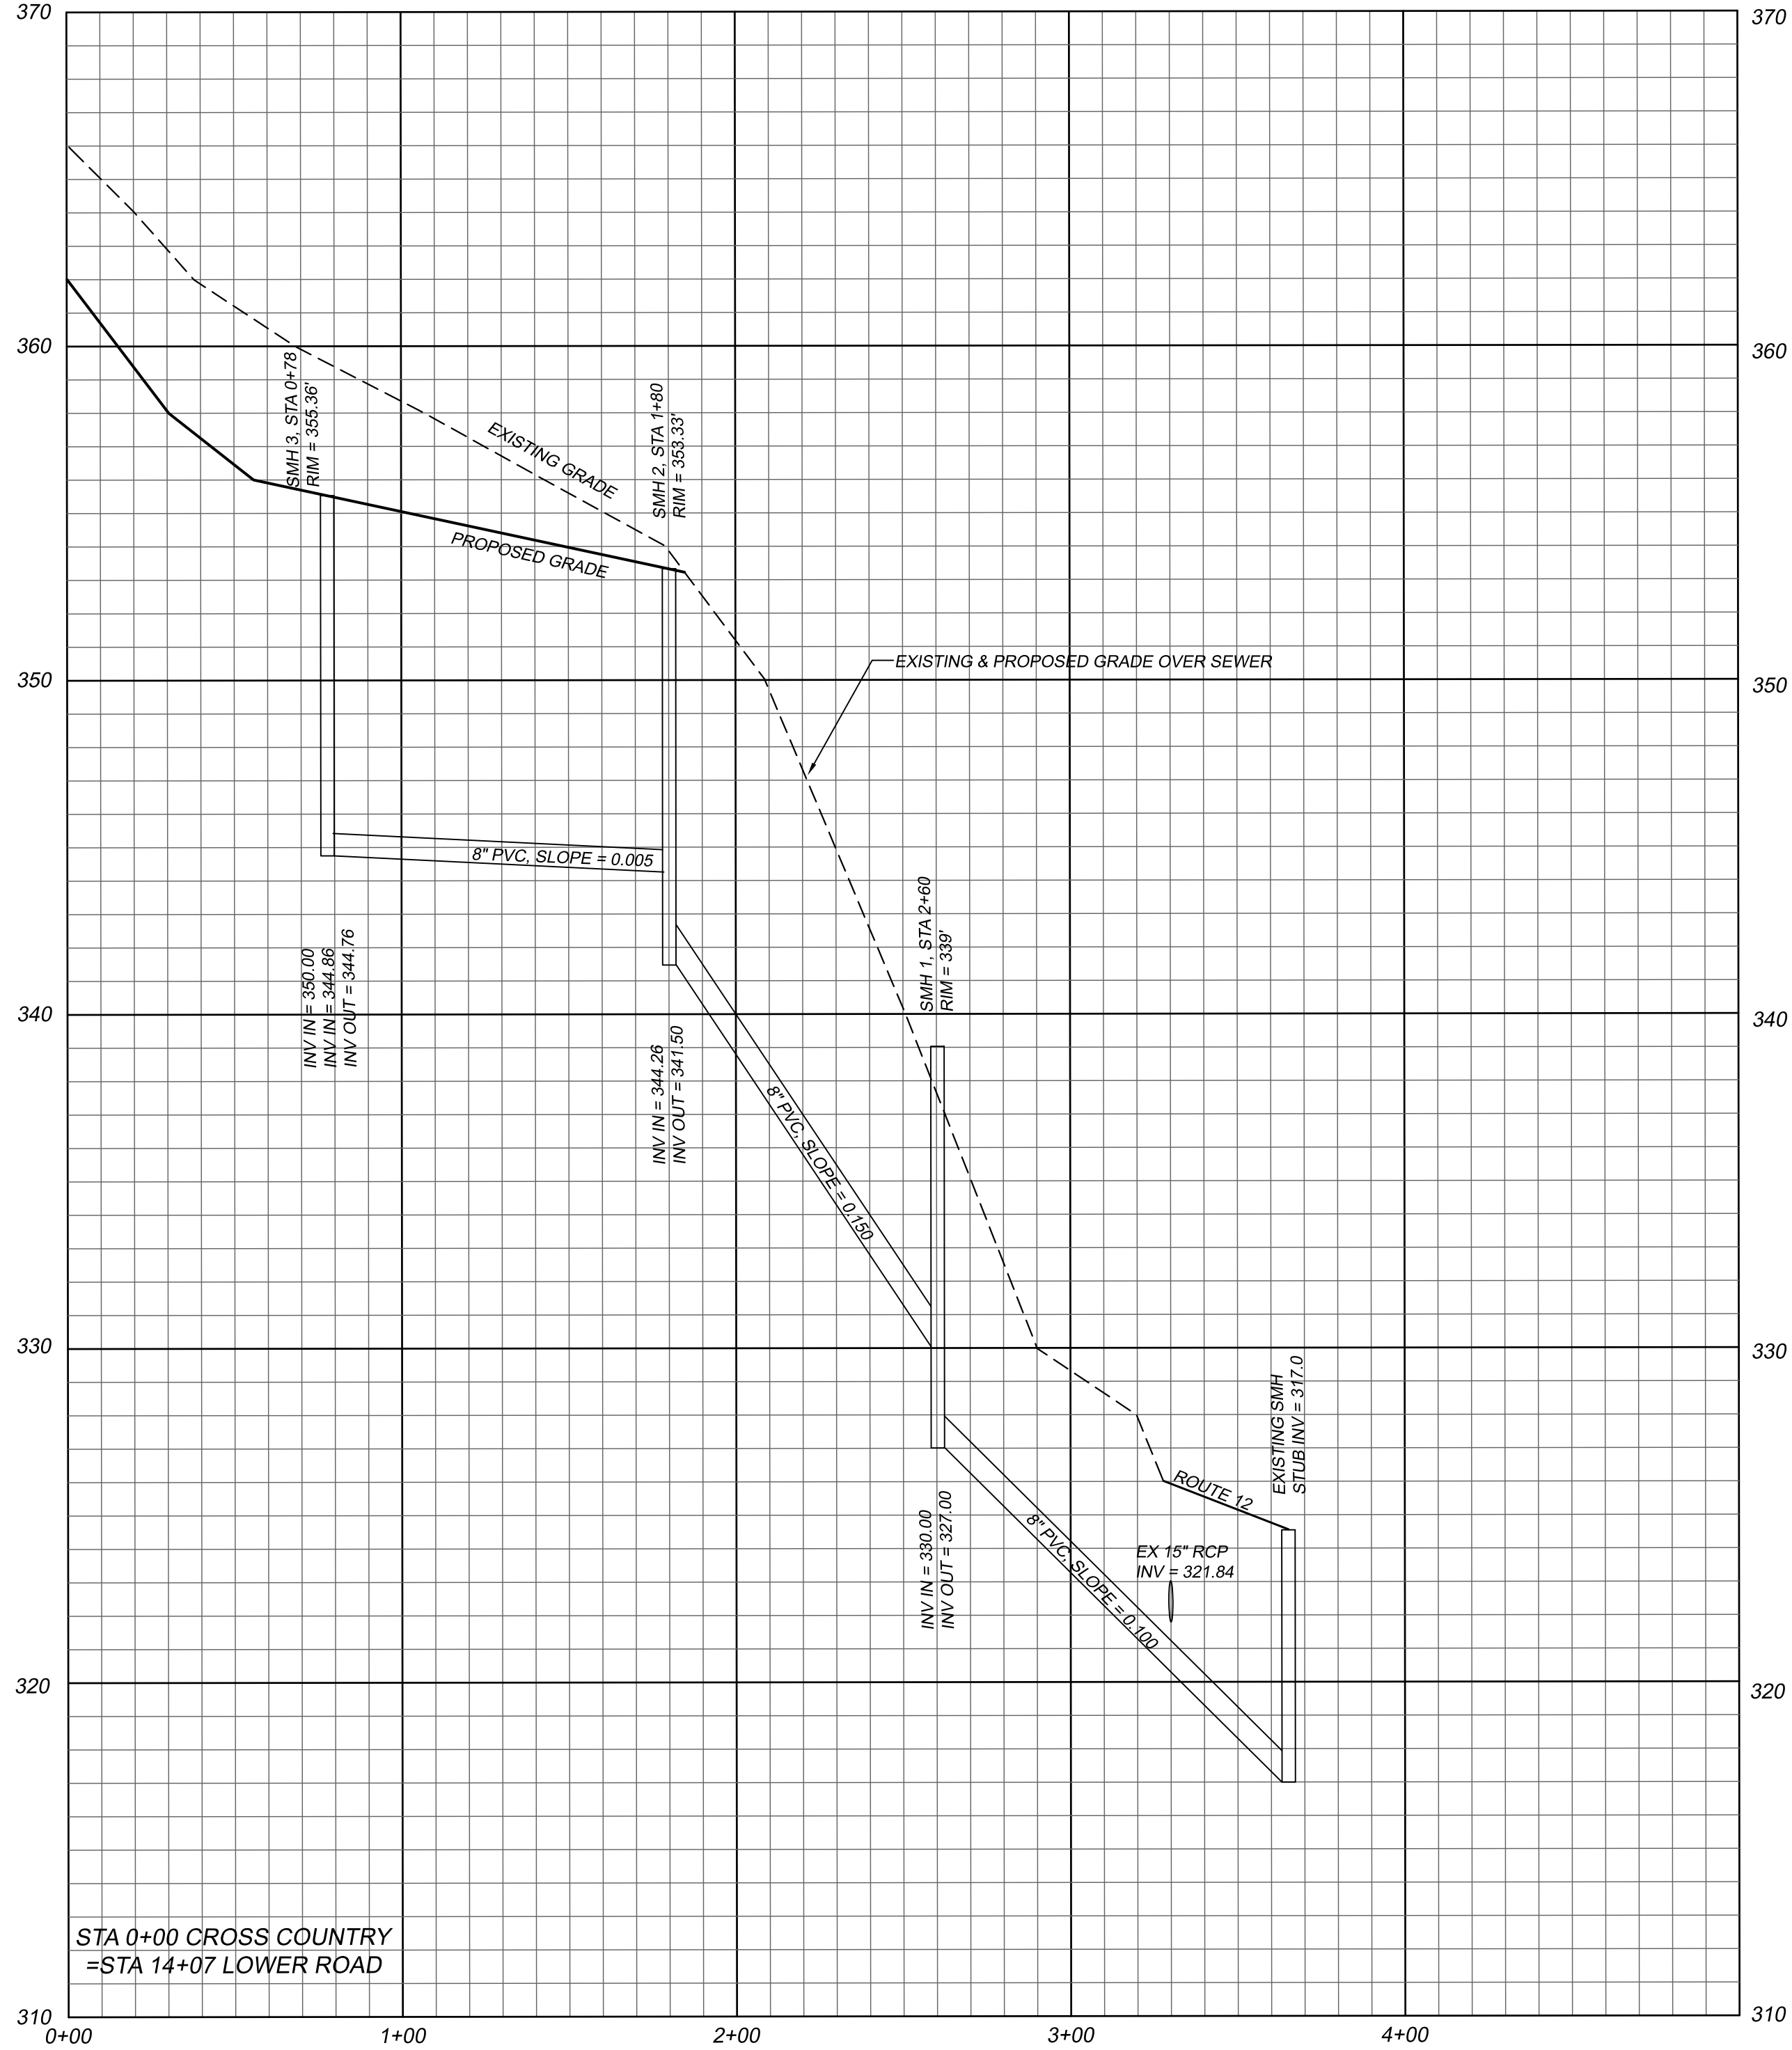 370
370
360
360
SMH 3, STA 0+78
RIM = 355.36'
EXISTING GRADE
SMH 2, STA 1+80
RIM = 353.33'
PROPOSED GRADE
EXISTING & PROPOSED GRADE OVER SEWER
350
350
8" PVC, SLOPE = 0.005
INV IN = 350.00
INV IN = 344.86
INV OUT = 344.76
SMH 1, STA 2+60
RIM = 339'
340
340
INV IN = 344.26
INV OUT = 341.50
8" PVC, SLOPE = 0.150
330
330
EXISTING SMH
STUB INV = 317.0
ROUTE 12
INV IN = 330.00
INV OUT = 327.00
8" PVC, SLOPE = 0.100
EX 15" RCP
INV = 321.84
320
320
STA 0+00 CROSS COUNTRY
=STA 14+07 LOWER ROAD
310
310
0+00
1+00
2+00
3+00
4+00